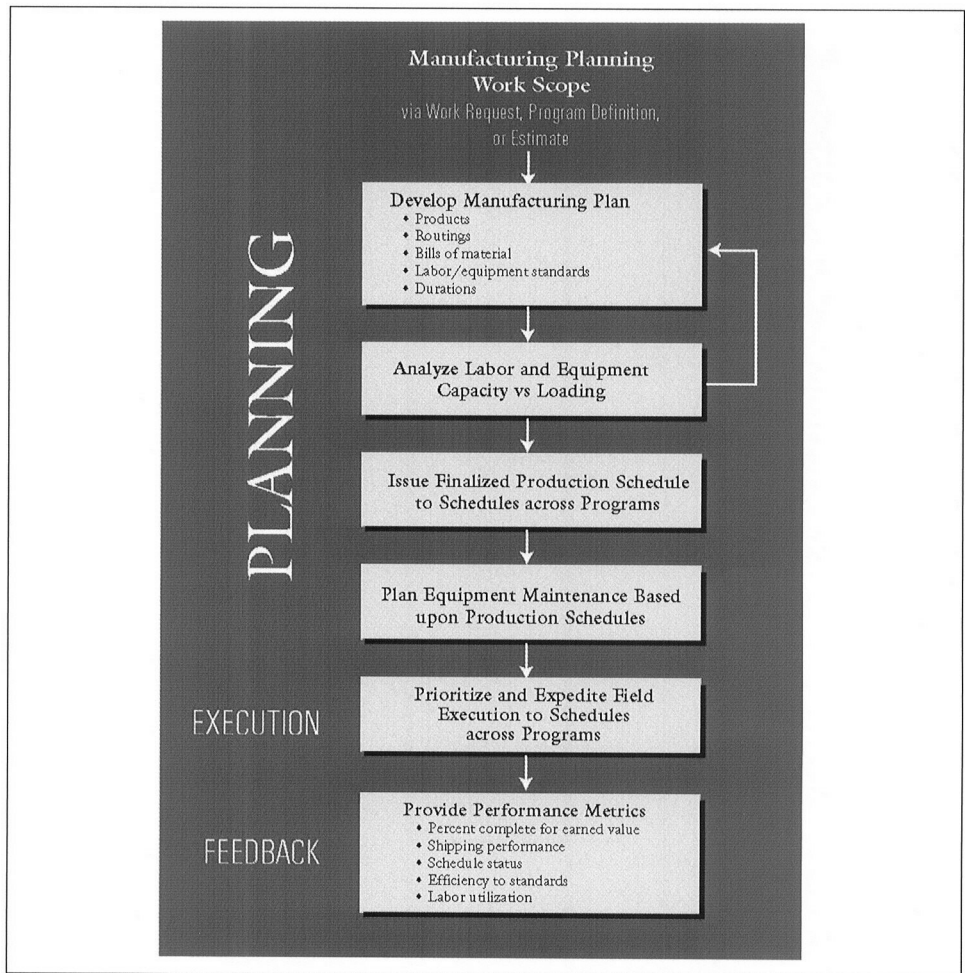 Manufacturing Planning
Work Scope
via Work Request, Program Definition,
or Estimate
PLANNING
Develop Manufacturing Plan
• Products
• Routings
• Bills of material
• Labor/equipment standards
• Durations
Analyze Labor and Equipment
Capacity vs Loading
Issue Finalized Production Schedule
to Schedules across Programs
Plan Equipment Maintenance Based
upon Production Schedules
EXECUTION
Prioritize and Expedite Field
Execution to Schedules
across Programs
FEEDBACK
Provide Performance Metrics
• Percent complete for earned value
• Shipping performance
• Schedule status
• Efficiency to standards
• Labor utilization